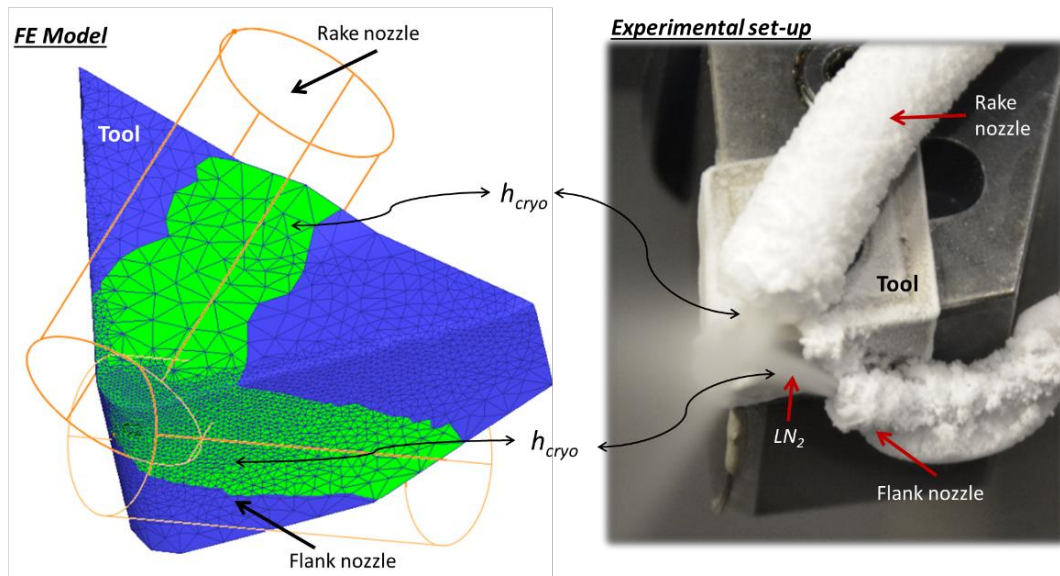 FE Model
Rake nozzle
Tool
h_cryo
h_cryo
Flank nozzle
Experimental set-up
Rake
nozzle
Tool
LN₂
Flank nozzle